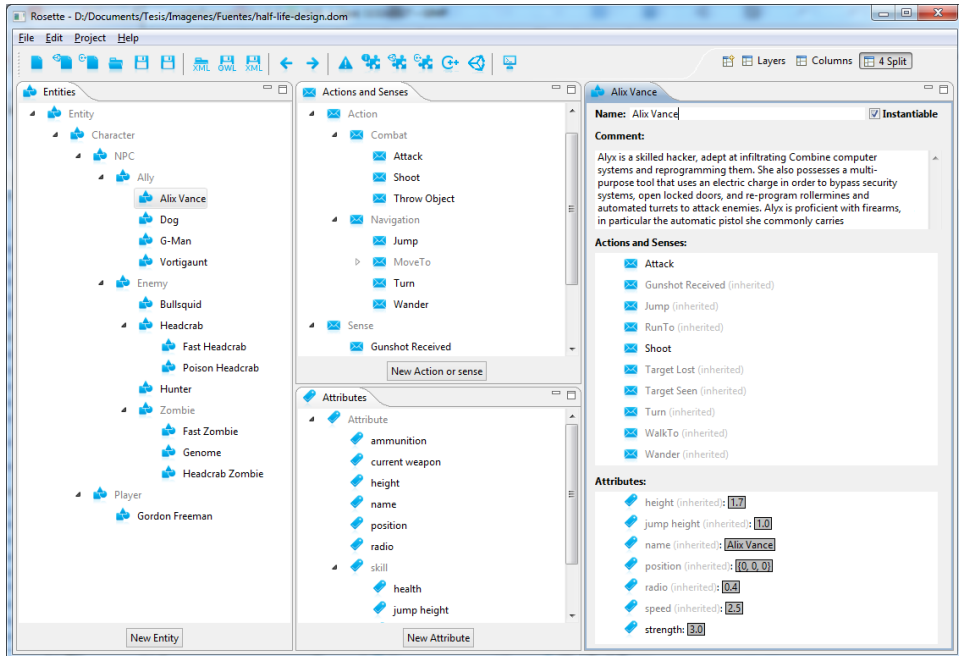 Rosette - D:/Documents/Tesis/Imagenes/Fuentes/half-life-design.dom
File Edit Project Help
XML OWL XML
Layers Columns 4 Split
Entities
Entity
Character
NPC
Ally
Alix Vance
Dog
G-Man
Vortigaunt
Enemy
Bullsquid
Headcrab
Fast Headcrab
Poison Headcrab
Hunter
Zombie
Fast Zombie
Genome
Headcrab Zombie
Player
Gordon Freeman
New Entity
Actions and Senses
Action
Combat
Attack
Shoot
Throw Object
Navigation
Jump
MoveTo
Turn
Wander
Sense
Gunshot Received
New Action or sense
Attributes
Attribute
ammunition
current weapon
height
name
position
radio
skill
health
jump height
New Attribute
Alix Vance
Name: Alix Vance Instantiable
Comment:
Alyx is a skilled hacker, adept at infiltrating Combine computer
systems and reprogramming them. She also possesses a multi-
purpose tool that uses an electric charge in order to bypass security
systems, open locked doors, and re-program rollermines and
automated turrets to attack enemies. Alyx is proficient with firearms,
in particular the automatic pistol she commonly carries
Actions and Senses:
Attack
Gunshot Received (inherited)
Jump (inherited)
RunTo (inherited)
Shoot
Target Lost (inherited)
Target Seen (inherited)
Turn (inherited)
WalkTo (inherited)
Wander (inherited)
Attributes:
height (inherited): 1.7
jump height (inherited): 1.0
name (inherited): Alix Vance
position (inherited): {0, 0, 0}
radio (inherited): 0.4
speed (inherited): 2.5
strength: 3.0